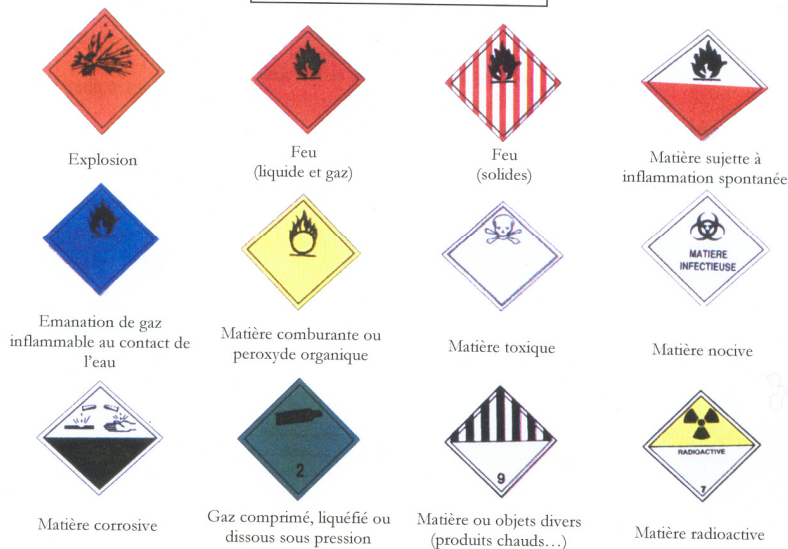 Explosion
Feu
(liquide et gaz)
Feu
(solides)
Matière sujette à
inflammation spontanée
Emanation de gaz
inflammable au contact de
l'eau
Matière comburante ou
peroxyde organique
Matière toxique
MATIERE
INFECTIEUSE
Matière nocive
Matière corrosive
2
Gaz comprimé, liquéfié ou
dissous sous pression
9
Matière ou objets divers
(produits chauds…)
RADIOACTIVE
7
Matière radioactive